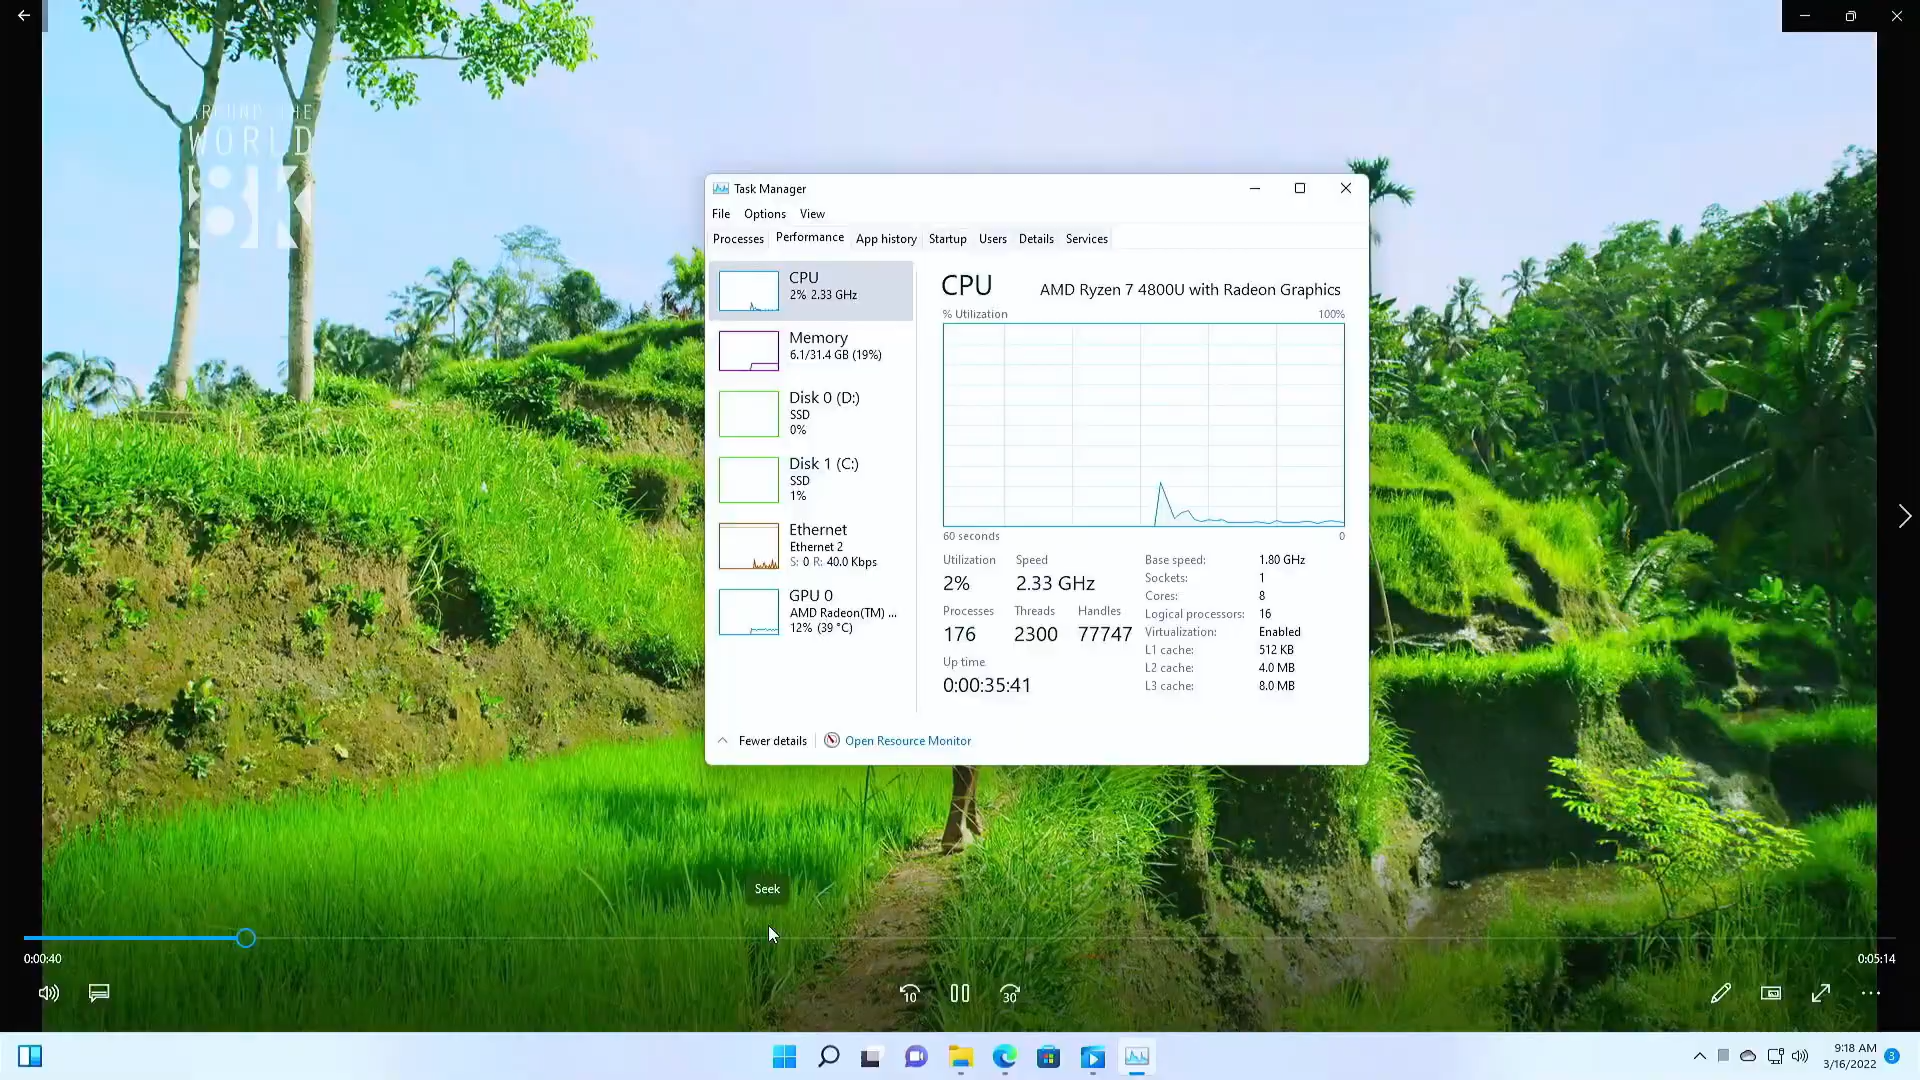 AROUND THE
WORLD
8K
Task Manager
File Options View
Processes Performance App history Startup Users Details Services
CPU
2% 2.33 GHz
Memory
6.1/31.4 GB (19%)
Disk 0 (D:)
SSD
0%
Disk 1 (C:)
SSD
1%
Ethernet
Ethernet 2
S: 0 R: 40.0 Kbps
GPU 0
AMD Radeon(TM) ...
12% (39 °C)
CPU AMD Ryzen 7 4800U with Radeon Graphics
% Utilization 100%
60 seconds 0
Utilization Speed
2% 2.33 GHz
Processes Threads Handles
176 2300 77747
Up time
0:00:35:41
Base speed: 1.80 GHz
Sockets: 1
Cores: 8
Logical processors: 16
Virtualization: Enabled
L1 cache: 512 KB
L2 cache: 4.0 MB
L3 cache: 8.0 MB
Fewer details Open Resource Monitor
Seek
0:00:40 0:05:14
10 30
9:18 AM
3/16/2022 3